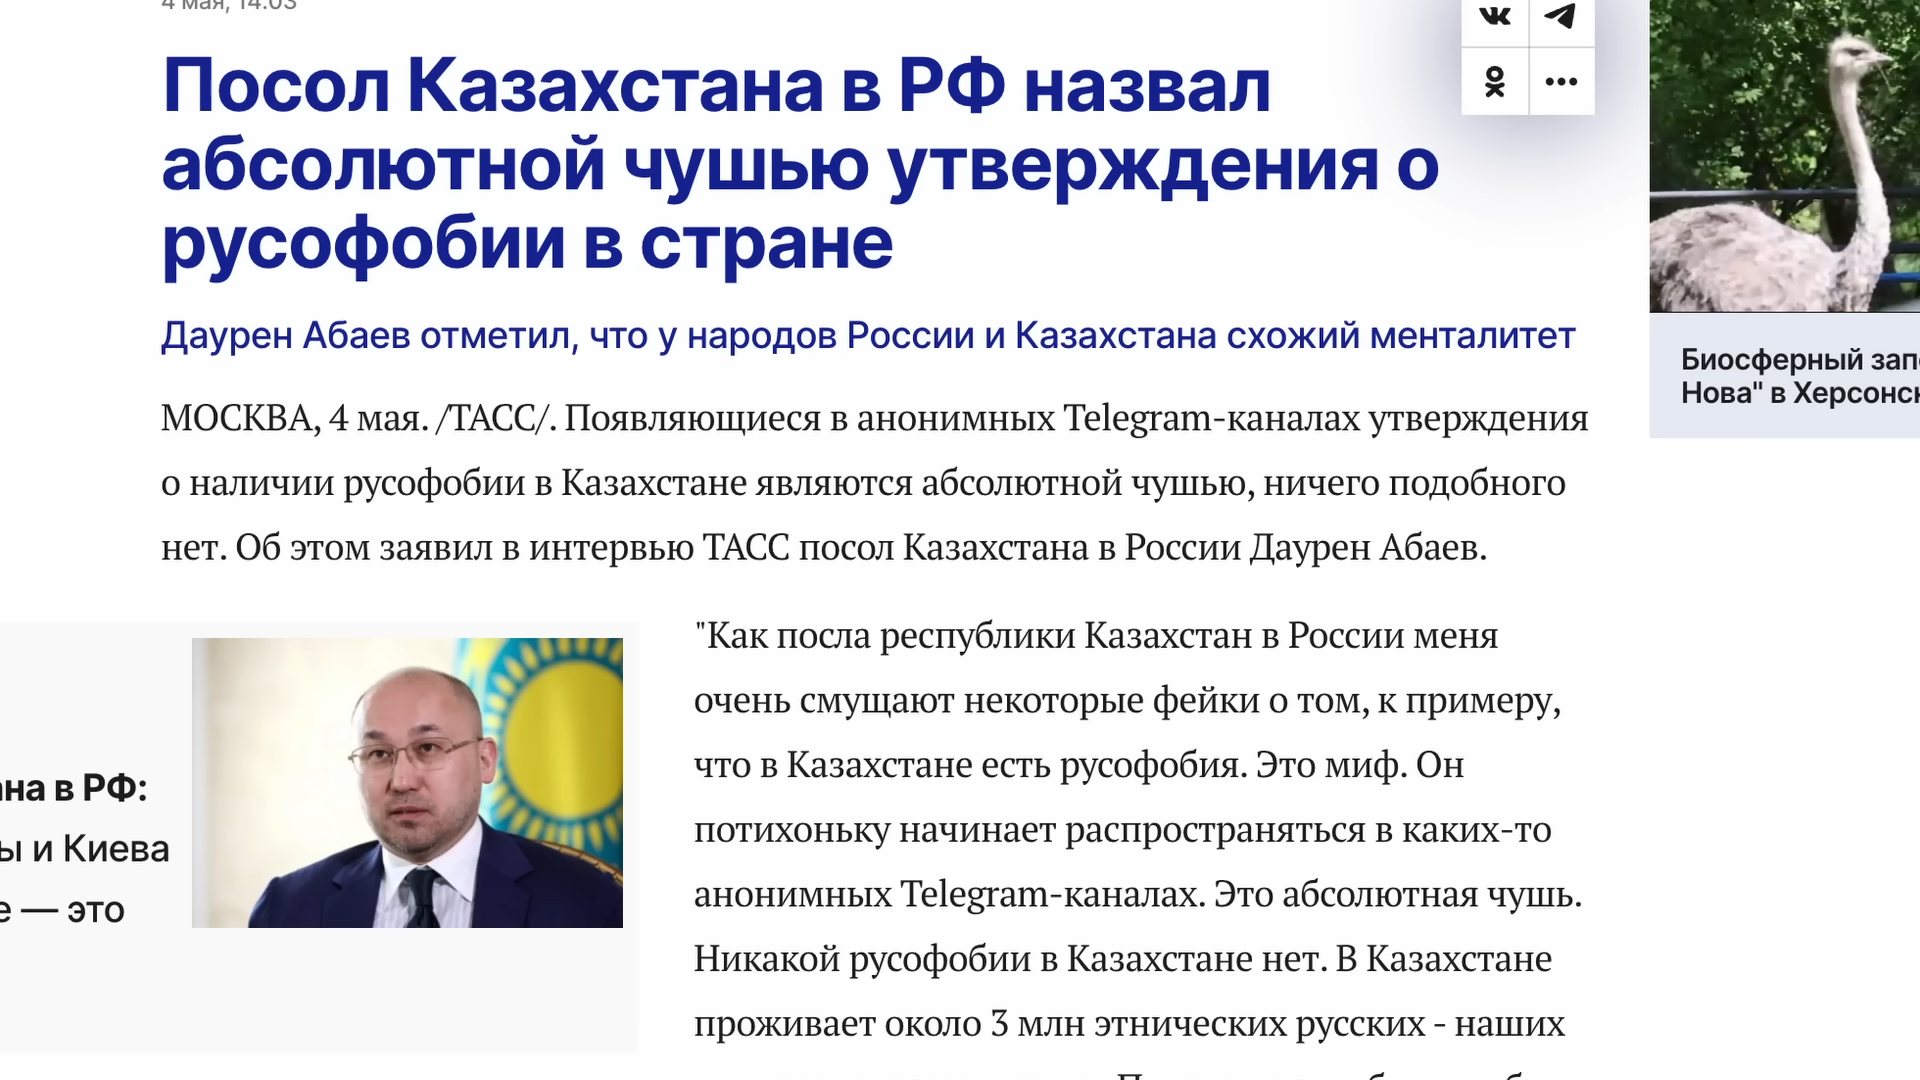 4 мая, 14:03
Посол Казахстана в РФ назвал
абсолютной чушью утверждения о
русофобии в стране
Даурен Абаев отметил, что у народов России и Казахстана схожий менталитет
МОСКВА, 4 мая. /ТАСС/. Появляющиеся в анонимных Telegram-каналах утверждения
о наличии русофобии в Казахстане являются абсолютной чушью, ничего подобного
нет. Об этом заявил в интервью ТАСС посол Казахстана в России Даурен Абаев.
на в РФ:
ы и Киева
е — это
"Как посла республики Казахстан в России меня
очень смущают некоторые фейки о том, к примеру,
что в Казахстане есть русофобия. Это миф. Он
потихоньку начинает распространяться в каких-то
анонимных Telegram-каналах. Это абсолютная чушь.
Никакой русофобии в Казахстане нет. В Казахстане
проживает около 3 млн этнических русских - наших
Биосферный запо
Нова" в Херсонск